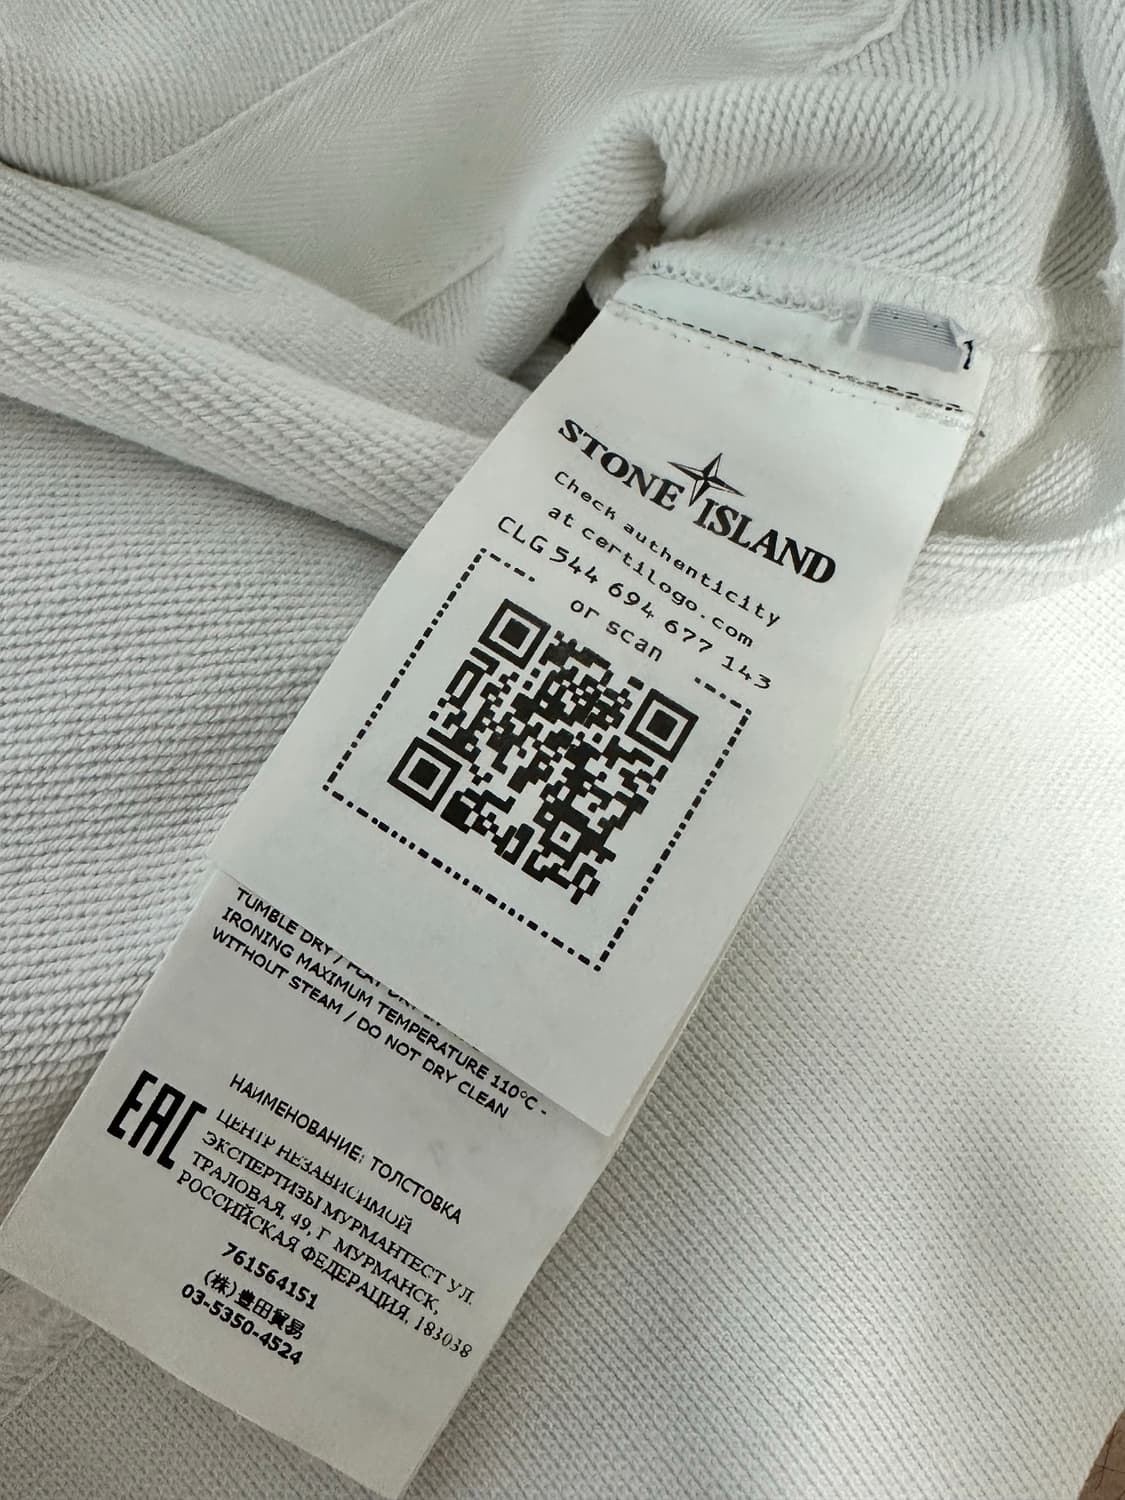 STONE ISLAND
Check authenticity
at certilogo.com
CLG 544 694 677 143
or scan
TUMBLE DRY / FLAT DRY
IRONING MAXIMUM TEMPERATURE 110°C -
WITHOUT STEAM / DO NOT DRY CLEAN
EAC
НАИМЕНОВАНИЕ: ТОЛСТОВКА
ЦЕНТР НЕЗАВИСИМОЙ
ЭКСПЕРТИЗЫ МУРМАНТЕСТ УЛ.
ТРАЛОВАЯ, 49, Г. МУРМАНСК,
РОССИЙСКАЯ ФЕДЕРАЦИЯ, 183038
761564151
(株)豊田貿易
03-5350-4524